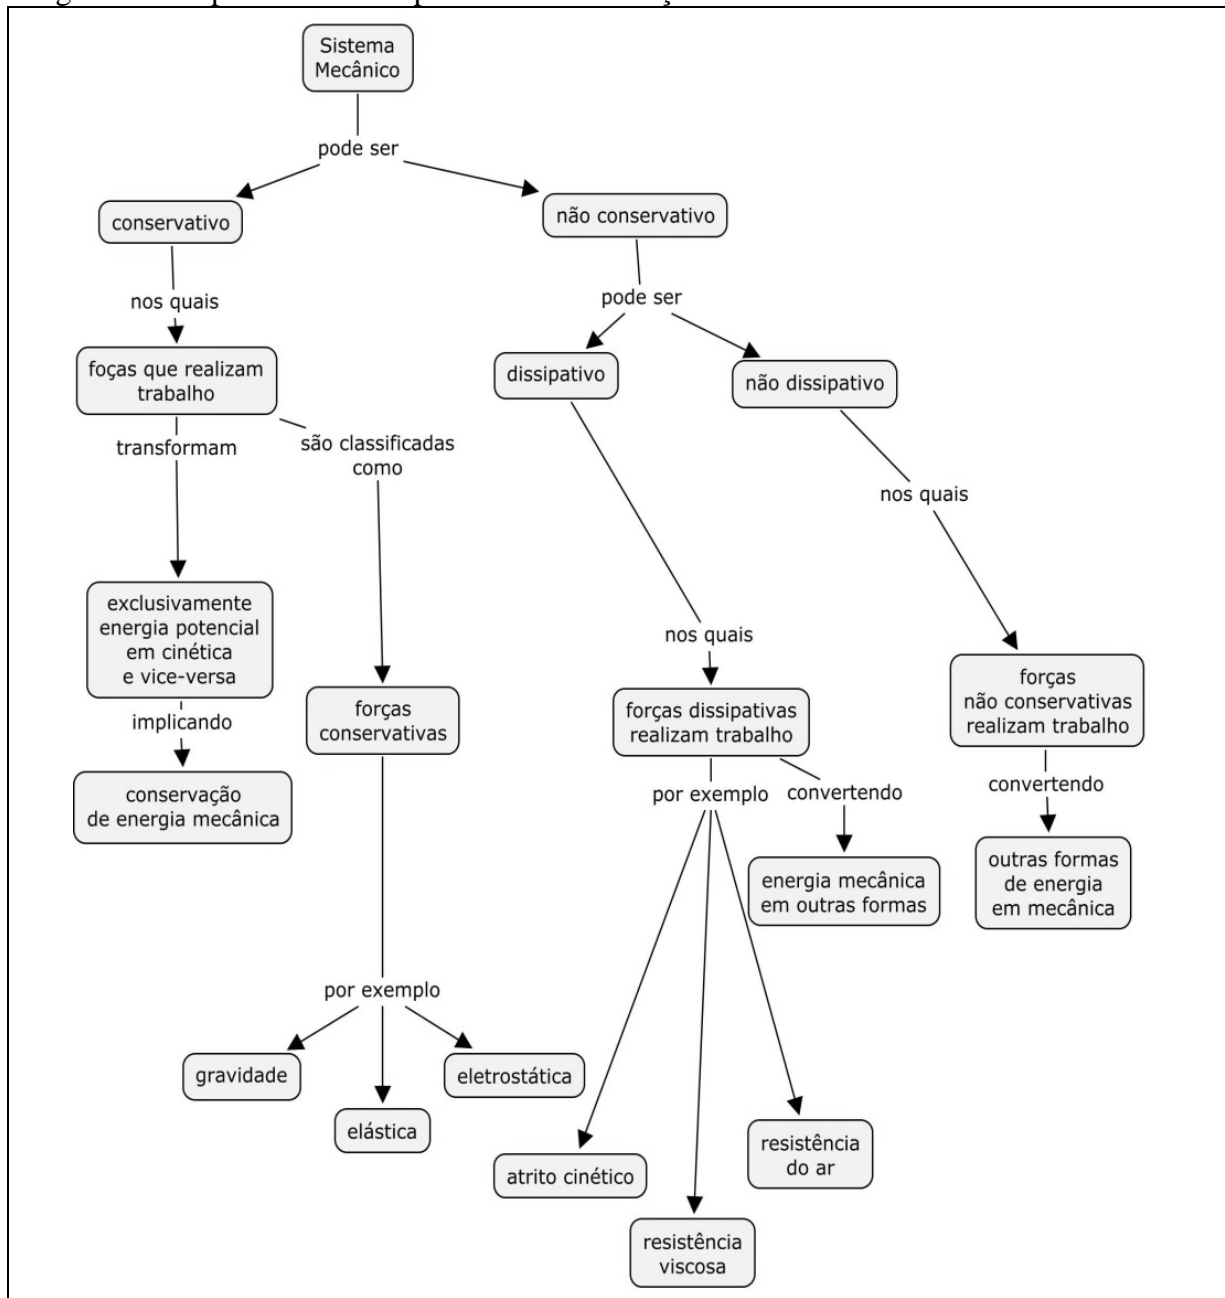 Sistema
Mecânico
pode ser
conservativo
não conservativo
nos quais
pode ser
foças que realizam
trabalho
dissipativo
não dissipativo
transformam
são classificadas
como
nos quais
exclusivamente
energia potencial
em cinética
e vice-versa
nos quais
implicando
forças
conservativas
forças dissipativas
realizam trabalho
forças
não conservativas
realizam trabalho
conservação
de energia mecânica
por exemplo
convertendo
convertendo
energia mecânica
em outras formas
outras formas
de energia
em mecânica
por exemplo
gravidade
eletrostática
elástica
atrito cinético
resistência
do ar
resistência
viscosa